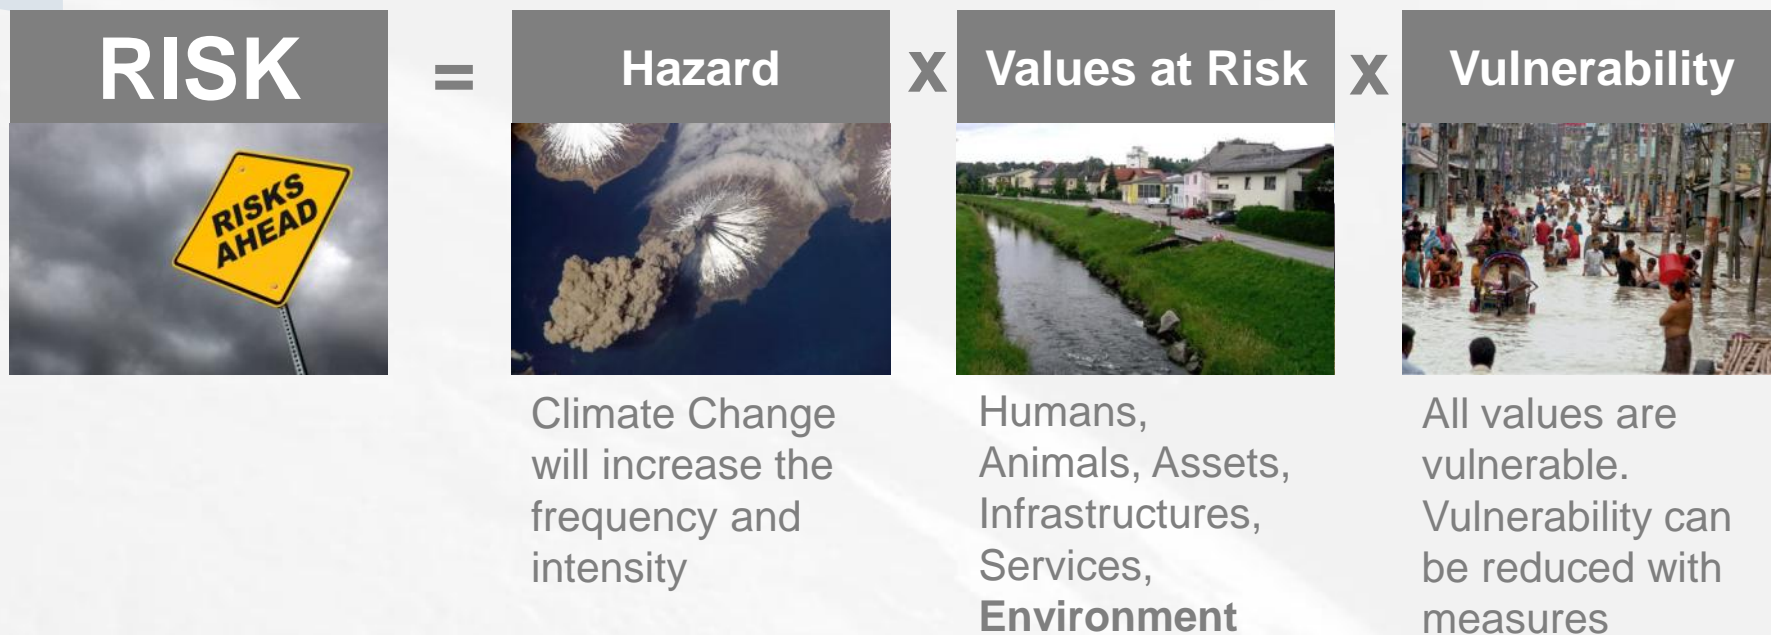 RISK = Hazard x Values at Risk x Vulnerability
RISKS
AHEAD
Climate Change
will increase the
frequency and
intensity
Humans,
Animals, Assets,
Infrastructures,
Services,
Environment
All values are
vulnerable.
Vulnerability can
be reduced with
measures